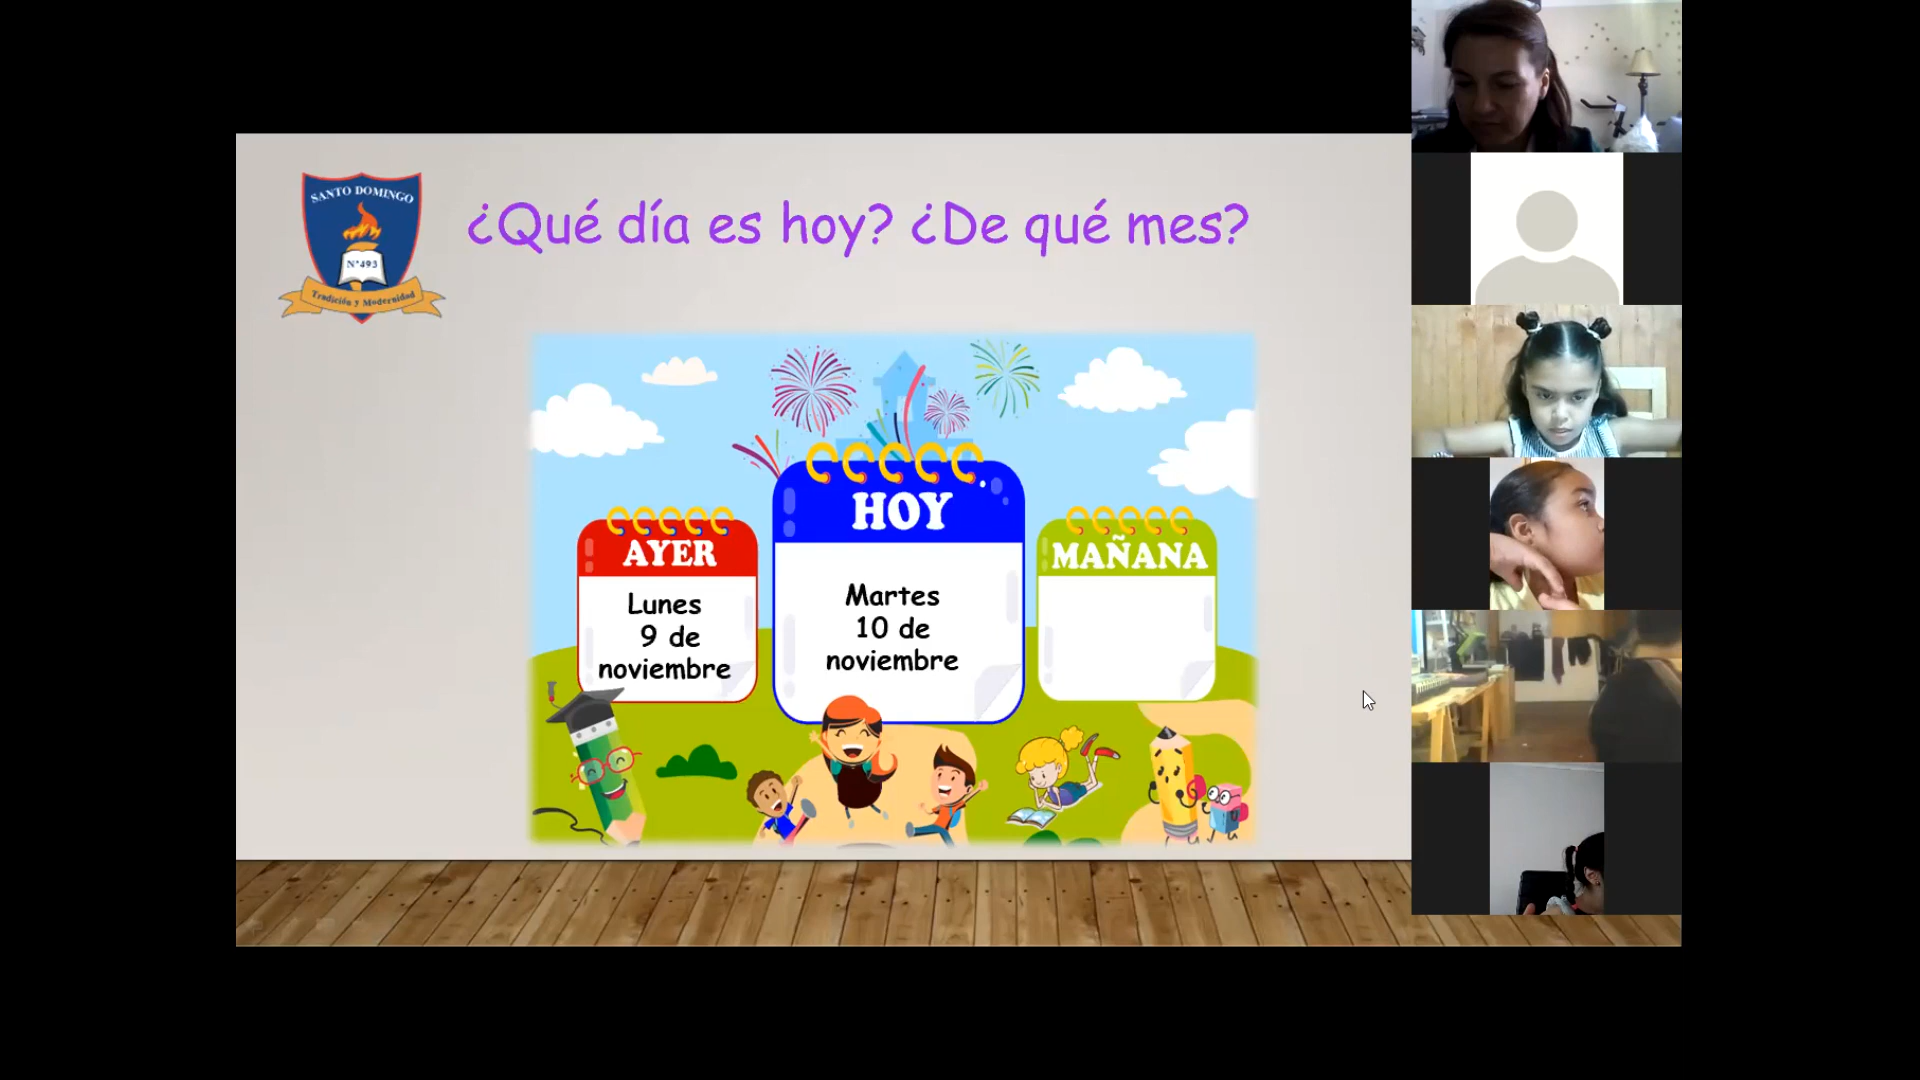 SANTO DOMINGO
N°493
Tradición y Modernidad
¿Qué día es hoy? ¿De qué mes?
AYER
Lunes
9 de
noviembre
HOY
Martes
10 de
noviembre
MAÑANA